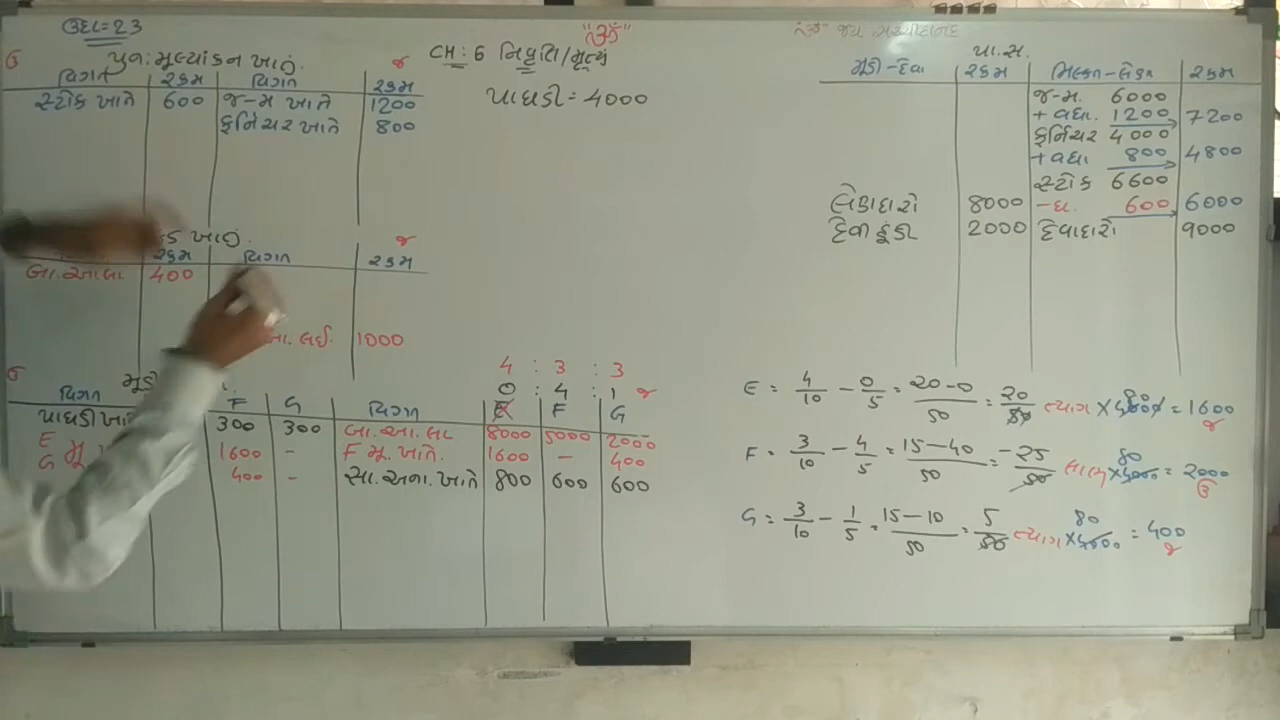 ઉદા=23
"ૐ"
CH: 6 નિવૃત્તિ/મૃત્યુ
પાઘડી = 4000
ઉ પુનઃમૂલ્યાંકન ખાતું. જ
વિગત રકમ વિગત રકમ
સ્ટોક ખાતે 600 જ-મ ખાતે 1200
ફર્નિચર ખાતે 800
ખાતું. જ
રકમ વિગત રકમ
બા.આ.લા 400
બા. લઈ. 1000
ઉ
4 : 3 : 3
0 : 4 : 1 જ
વિગત F G વિગત E F G
પાઘડી ખા 300 300 બા.આ.લા 8000 5000 2000
E 1600 - F મૂ. ખાતે. 1600 - 400
G 400 - સા.અના.ખાતે 800 600 600
પા.સ.
મૂડી-દેવા રકમ મિલકત-લેણાં રકમ
જ-મ. 6000
+ વધા. 1200 7200
ફર્નિચર 4000
+ વધા 800 4800
સ્ટોક 6600
લેણદારો 8000 -ઘ. 600 6000
દેવીહૂંડી 2000 દેવાદારો 9000
E = 4/10 - 0/5 = 20-0/50 = 20/50 ત્યાગ × 4000 = 1600 જ
80
F = 3/10 - 4/5 = 15-40/50 = -25/50 લાભ × 4000 = 2000 ઉ
80
G = 3/10 - 1/5 = 15-10/50 = 5/50 ત્યાગ × 4000 = 400 જ
80